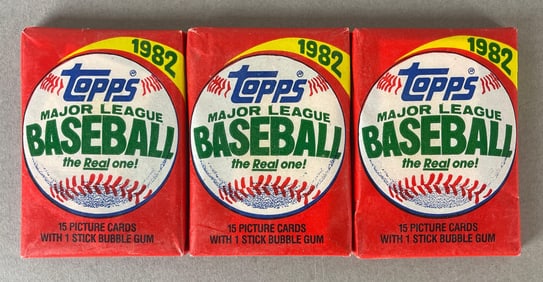 1982
topps®
MAJOR LEAGUE
BASEBALL
the Real one!
15 PICTURE CARDS
WITH 1 STICK BUBBLE GUM
1982
topps®
MAJOR LEAGUE
BASEBALL
the Real one!
15 PICTURE CARDS
WITH 1 STICK BUBBLE GUM
1982
topps®
MAJOR LEAGUE
BASEBALL
the Real one!
15 PICTURE CARDS
WITH 1 STICK BUBBLE GUM